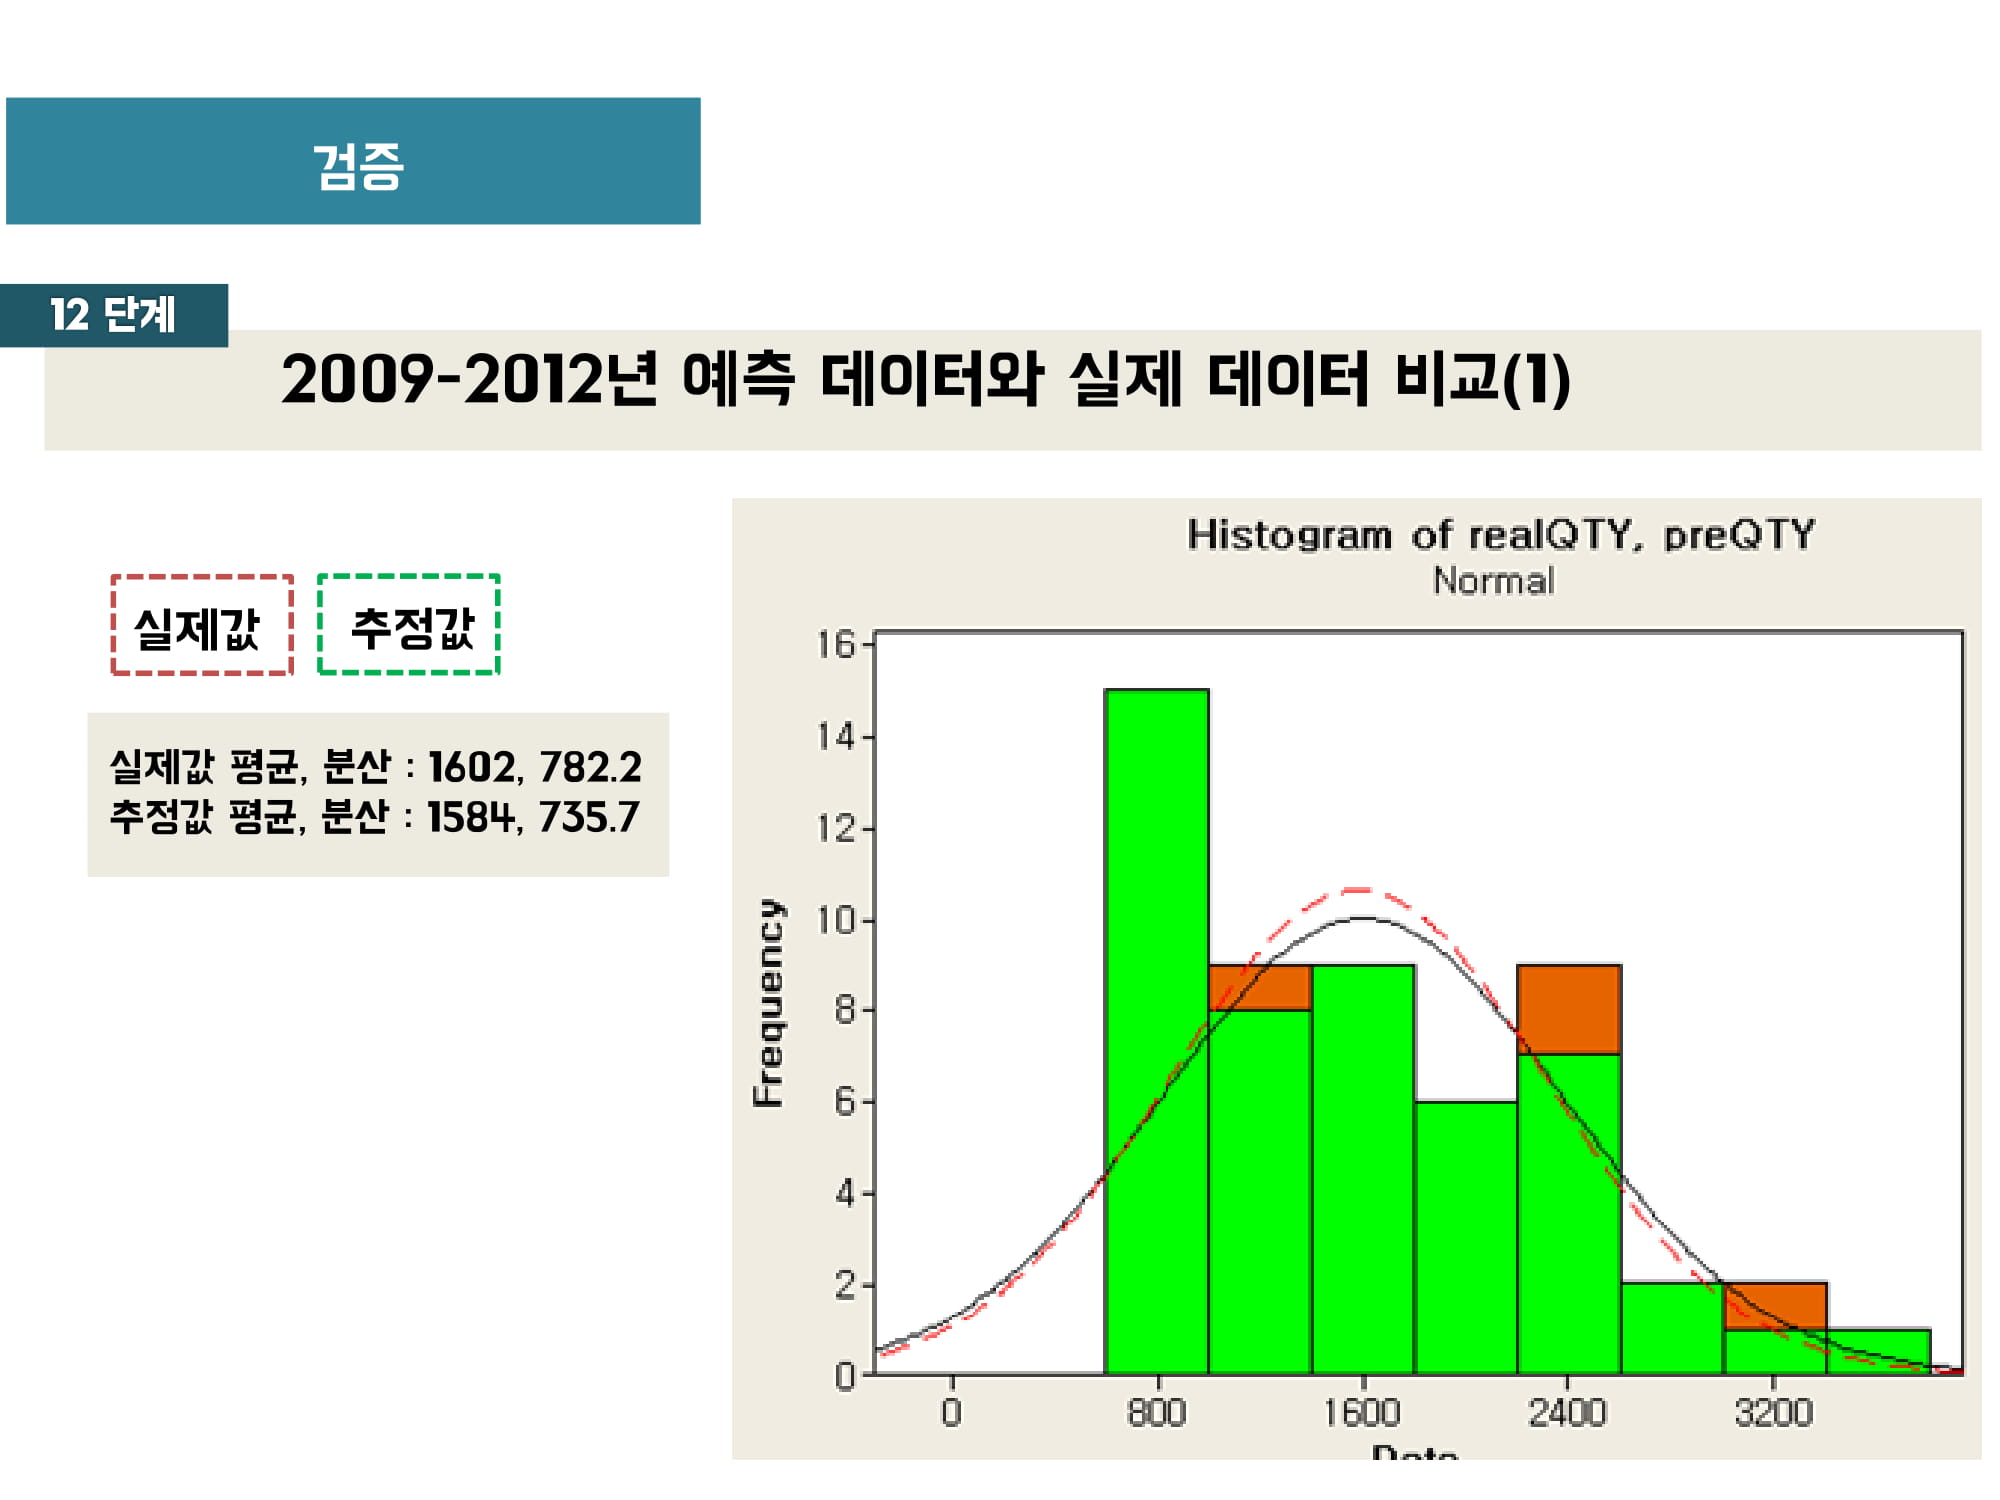 검증
12 단계
2009-2012년 예측 데이터와 실제 데이터 비교(1)
실제값 추정값
실제값 평균, 분산 : 1602, 782.2
추정값 평균, 분산 : 1584, 735.7
Histogram of realQTY, preQTY
Normal
Frequency
16
14
12
10
8
6
4
2
0
0 800 1600 2400 3200